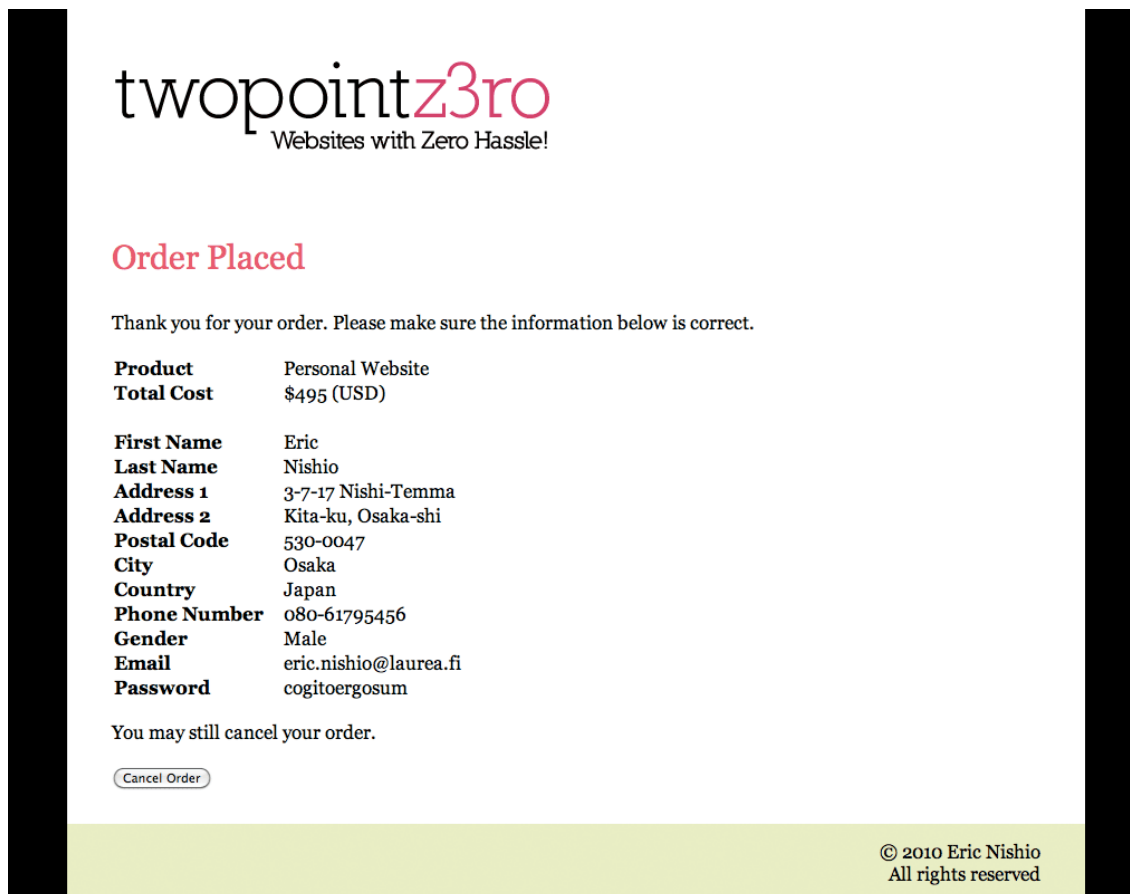 twopointz3ro
Websites with Zero Hassle!
Order Placed
Thank you for your order. Please make sure the information below is correct.
Product Personal Website
Total Cost $495 (USD)
First Name Eric
Last Name Nishio
Address 1 3-7-17 Nishi-Temma
Address 2 Kita-ku, Osaka-shi
Postal Code 530-0047
City Osaka
Country Japan
Phone Number 080-61795456
Gender Male
Email eric.nishio@laurea.fi
Password cogitoergosum
You may still cancel your order.
Cancel Order
© 2010 Eric Nishio
All rights reserved